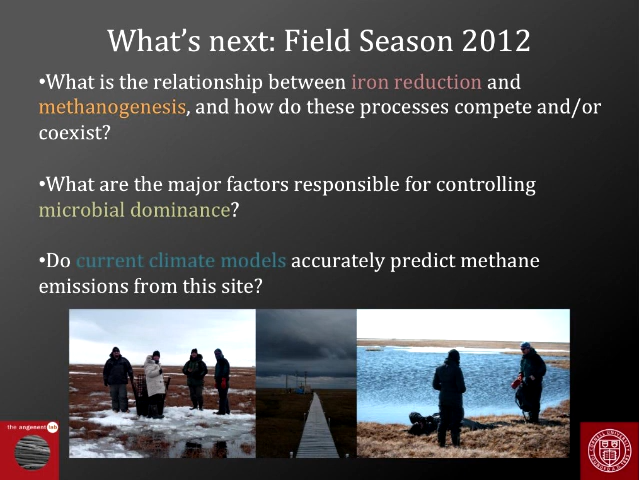 What's next: Field Season 2012
•What is the relationship between iron reduction and
methanogenesis, and how do these processes compete and/or
coexist?
•What are the major factors responsible for controlling
microbial dominance?
•Do current climate models accurately predict methane
emissions from this site?
the angenent lab